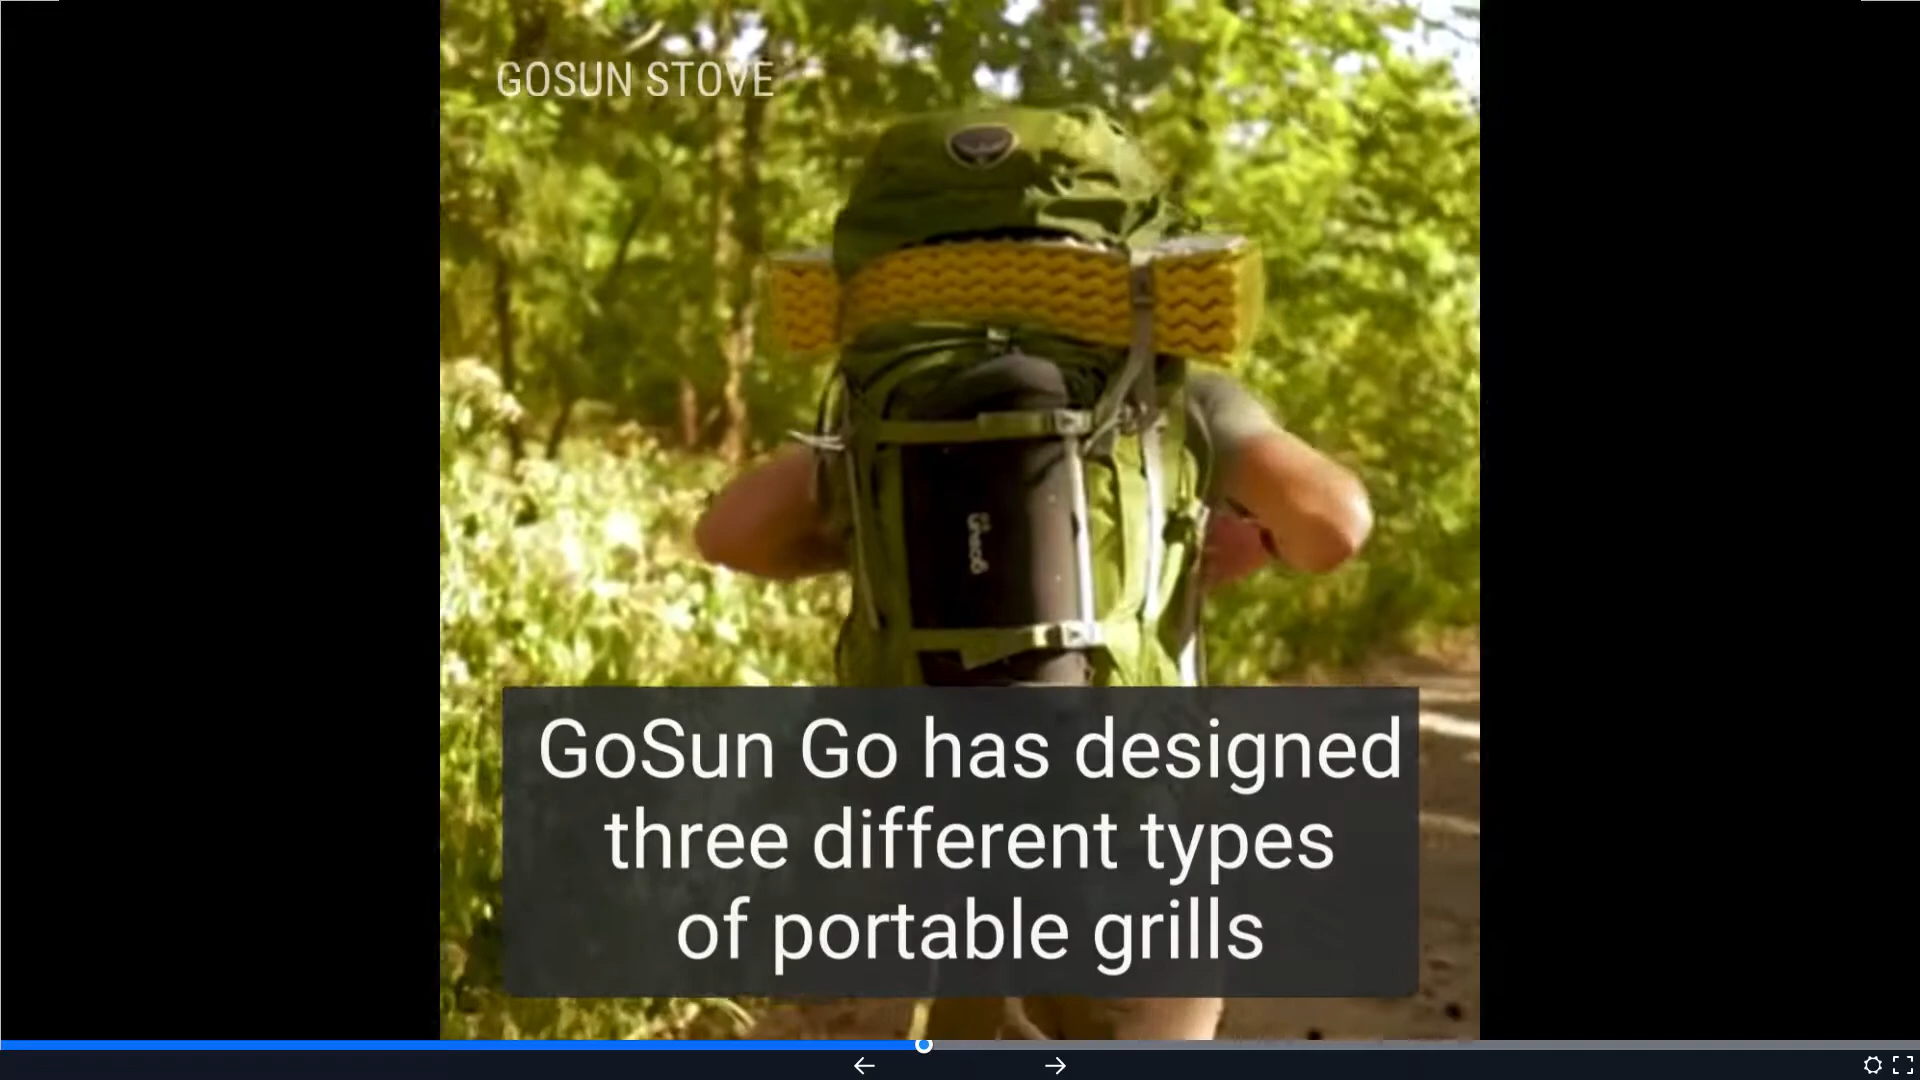 GOSUN STOVE
GoSun Go has designed
three different types
of portable grills